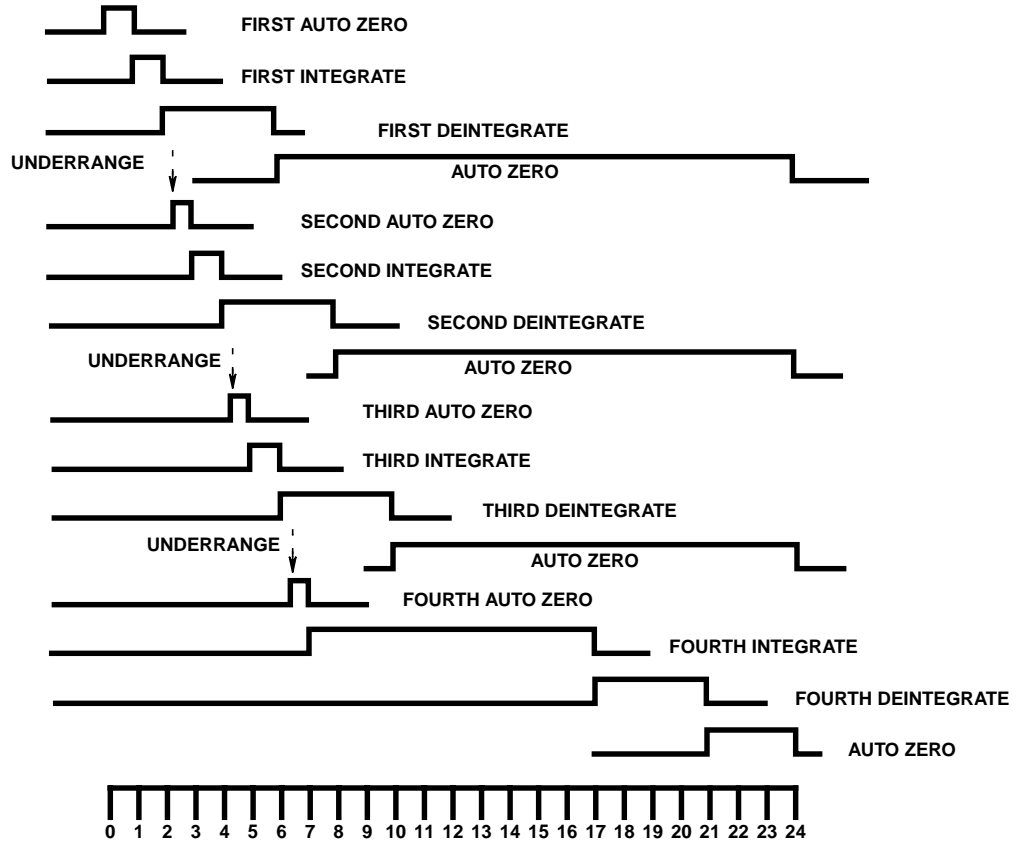 FIRST AUTO ZERO
FIRST INTEGRATE
FIRST DEINTEGRATE
UNDERRANGE
AUTO ZERO
SECOND AUTO ZERO
SECOND INTEGRATE
SECOND DEINTEGRATE
UNDERRANGE
AUTO ZERO
THIRD AUTO ZERO
THIRD INTEGRATE
THIRD DEINTEGRATE
UNDERRANGE
AUTO ZERO
FOURTH AUTO ZERO
FOURTH INTEGRATE
FOURTH DEINTEGRATE
AUTO ZERO
0 1 2 3 4 5 6 7 8 9 10 11 12 13 14 15 16 17 18 19 20 21 22 23 24